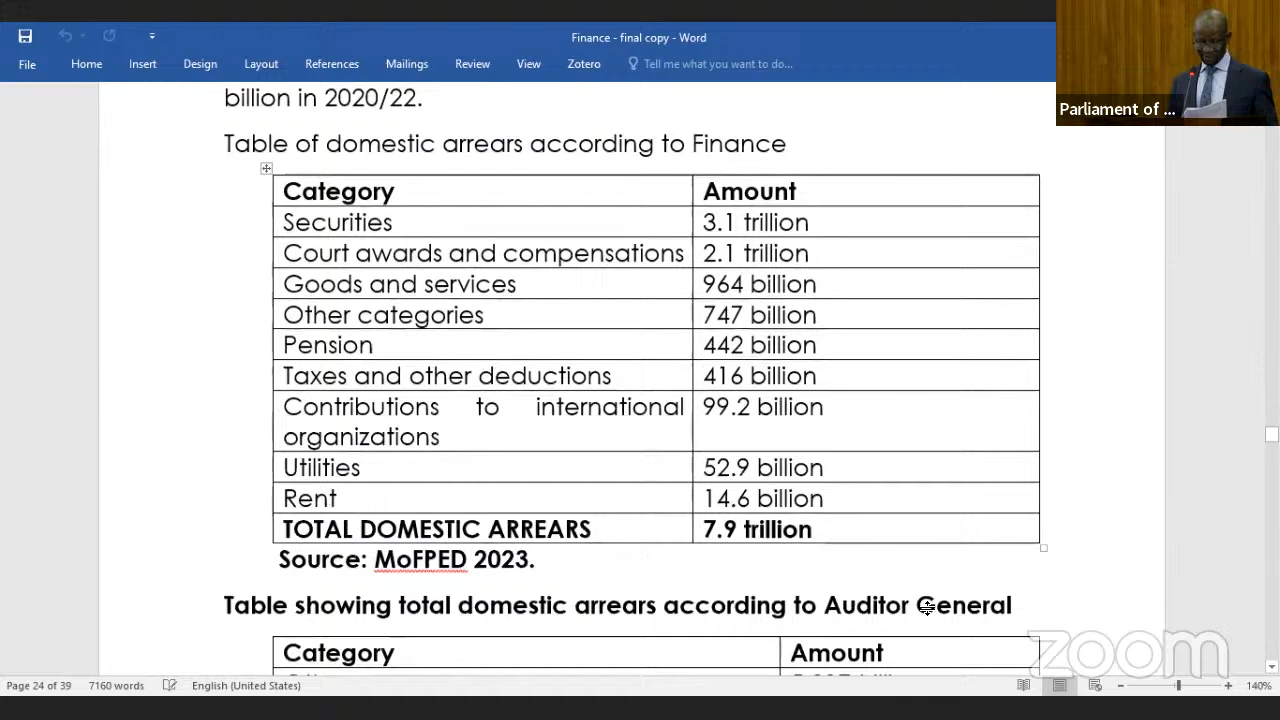 Finance - final copy - Word
File Home Insert Design Layout References Mailings Review View Zotero Tell me what you want to do...
Parliament of ...
billion in 2020/22.
Table of domestic arrears according to Finance
Category Amount
Securities 3.1 trillion
Court awards and compensations 2.1 trillion
Goods and services 964 billion
Other categories 747 billion
Pension 442 billion
Taxes and other deductions 416 billion
Contributions to international 99.2 billion
organizations
Utilities 52.9 billion
Rent 14.6 billion
TOTAL DOMESTIC ARREARS 7.9 trillion
Source: MoFPED 2023.
Table showing total domestic arrears according to Auditor General
Category Amount
zoom
Page 24 of 39 7160 words English (United States) 140%